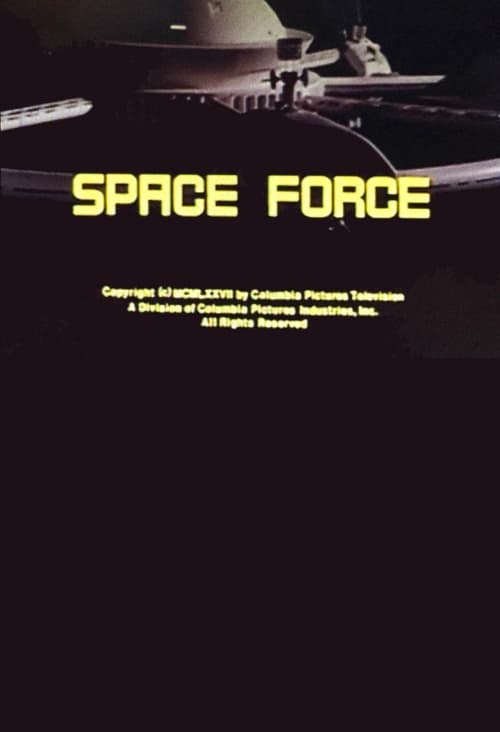 SPACE FORCE
Copyright (c) MCMLXXVII by Columbia Pictures Television
A Division of Columbia Pictures Industries, Inc.
All Rights Reserved